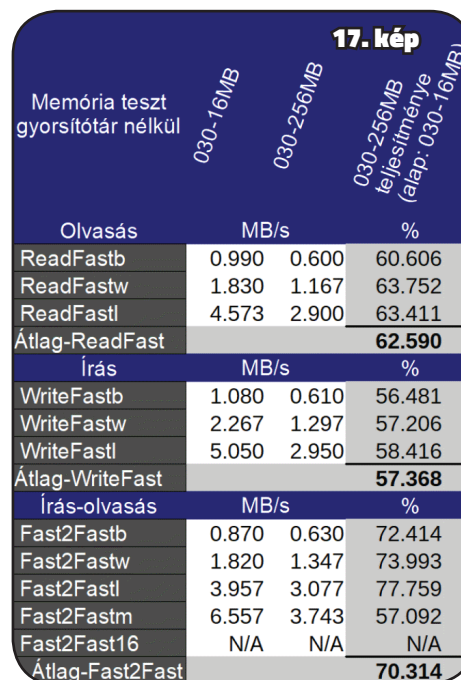 17. kép
Memória teszt
gyorsítótár nélkül
030-16MB
030-256MB
030-256MB
teljesítménye
(alap: 030-16MB)
Olvasás MB/s %
ReadFastb 0.990 0.600 60.606
ReadFastw 1.830 1.167 63.752
ReadFastl 4.573 2.900 63.411
Átlag-ReadFast 62.590
Írás MB/s %
WriteFastb 1.080 0.610 56.481
WriteFastw 2.267 1.297 57.206
WriteFastl 5.050 2.950 58.416
Átlag-WriteFast 57.368
Írás-olvasás MB/s %
Fast2Fastb 0.870 0.630 72.414
Fast2Fastw 1.820 1.347 73.993
Fast2Fastl 3.957 3.077 77.759
Fast2Fastm 6.557 3.743 57.092
Fast2Fast16 N/A N/A N/A
Átlag-Fast2Fast 70.314